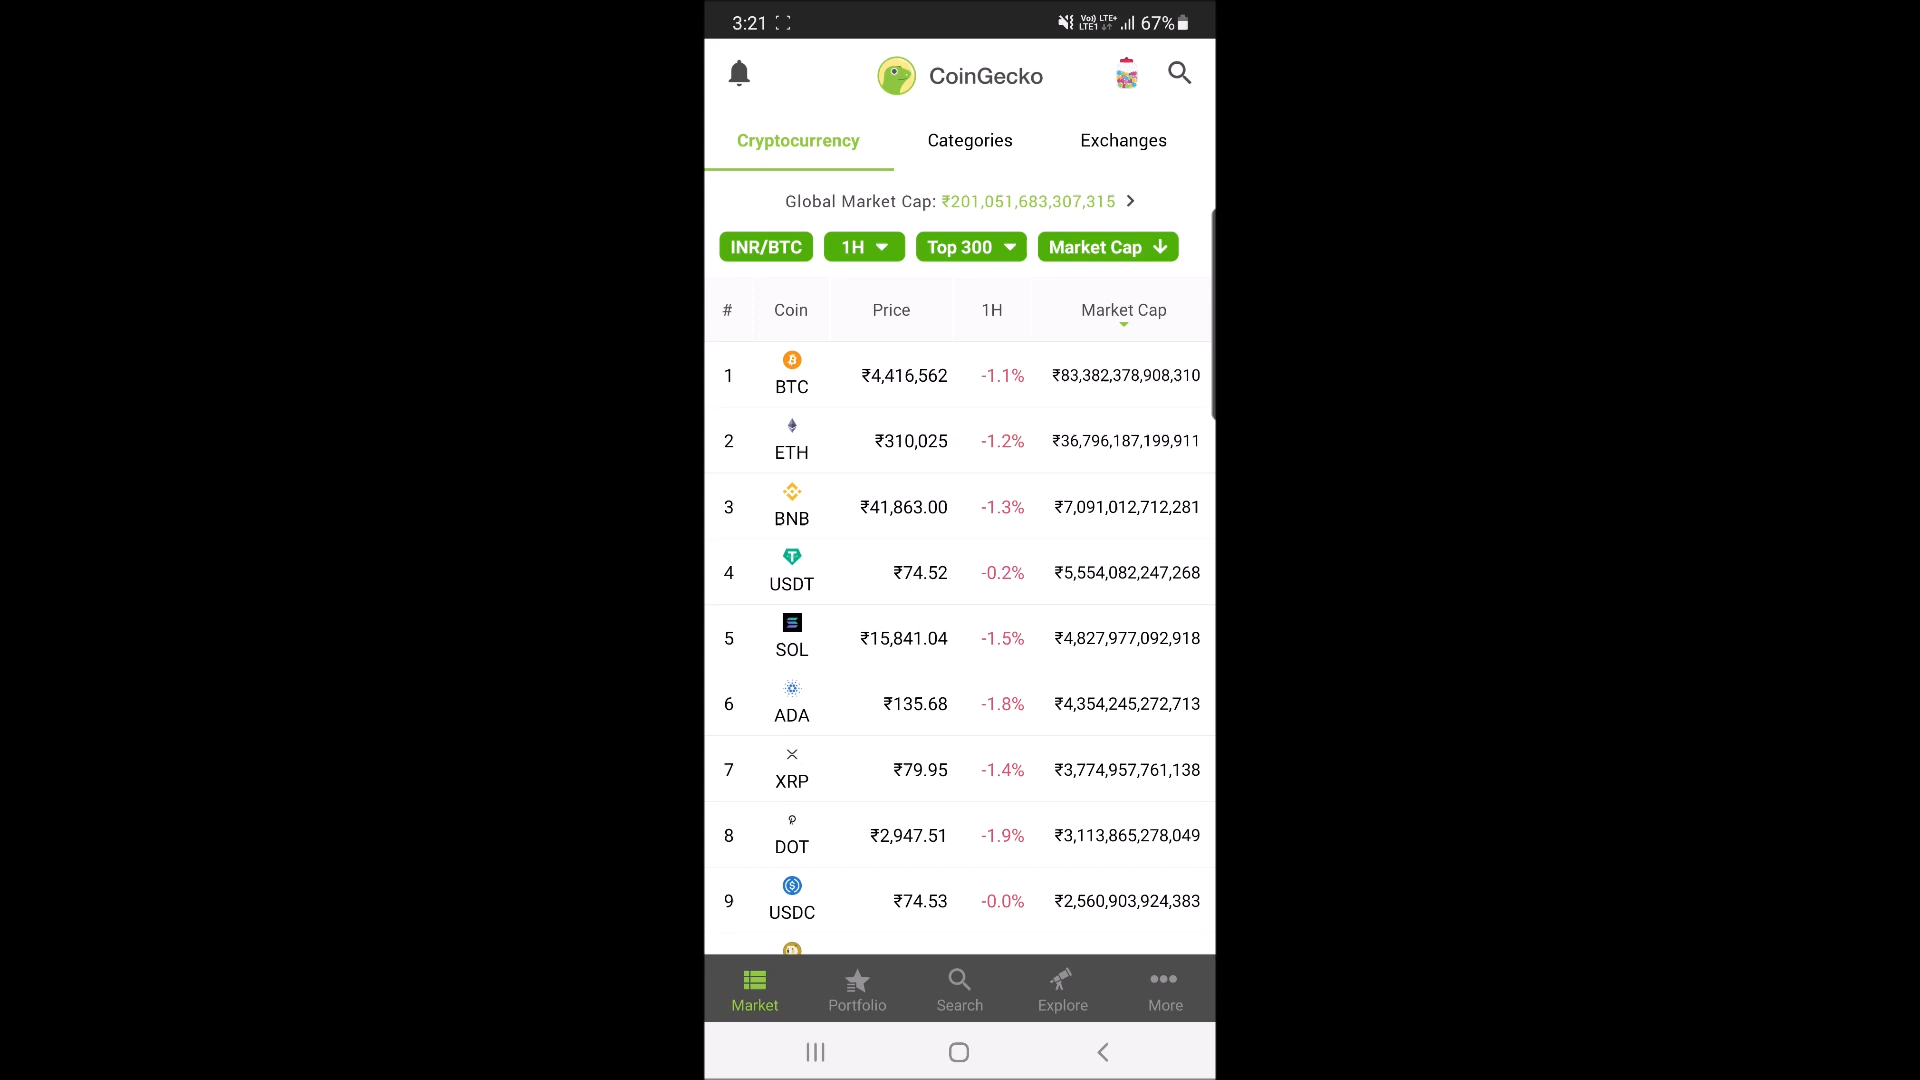 3:21 Vo)) LTE+ LTE1 67%
CoinGecko
Cryptocurrency Categories Exchanges
Global Market Cap: ₹201,051,683,307,315
INR/BTC 1H Top 300 Market Cap
# Coin Price 1H Market Cap
1 BTC ₹4,416,562 -1.1% ₹83,382,378,908,310
2 ETH ₹310,025 -1.2% ₹36,796,187,199,911
3 BNB ₹41,863.00 -1.3% ₹7,091,012,712,281
4 USDT ₹74.52 -0.2% ₹5,554,082,247,268
5 SOL ₹15,841.04 -1.5% ₹4,827,977,092,918
6 ADA ₹135.68 -1.8% ₹4,354,245,272,713
7 XRP ₹79.95 -1.4% ₹3,774,957,761,138
8 DOT ₹2,947.51 -1.9% ₹3,113,865,278,049
9 USDC ₹74.53 -0.0% ₹2,560,903,924,383
Market Portfolio Search Explore More